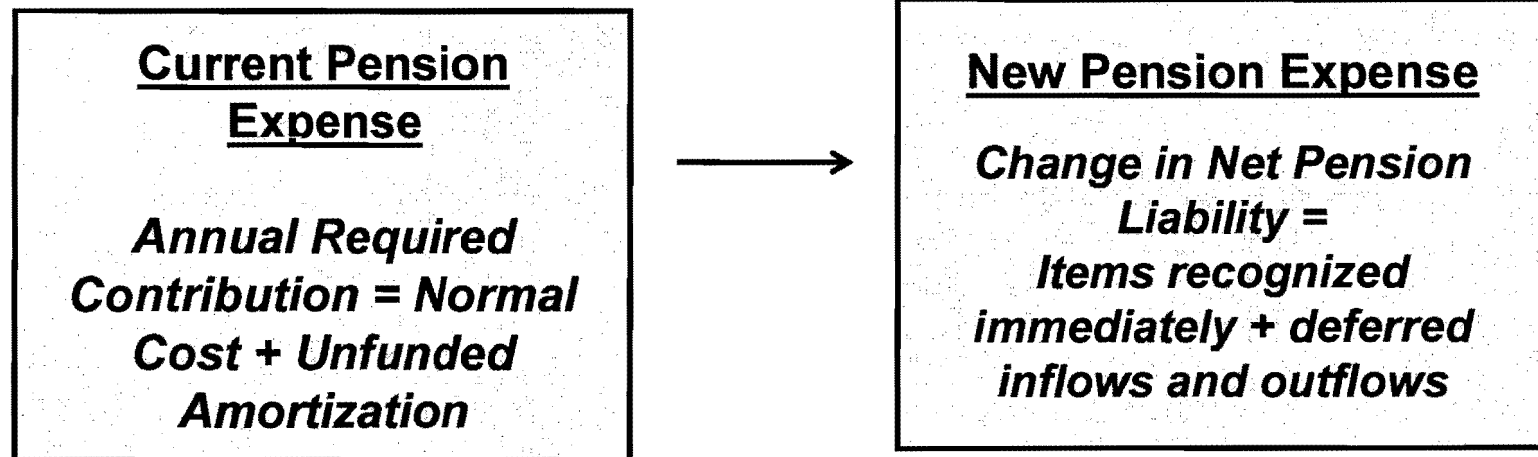 Current Pension
Expense
Annual Required
Contribution = Normal
Cost + Unfunded
Amortization
New Pension Expense
Change in Net Pension
Liability =
Items recognized
immediately + deferred
inflows and outflows